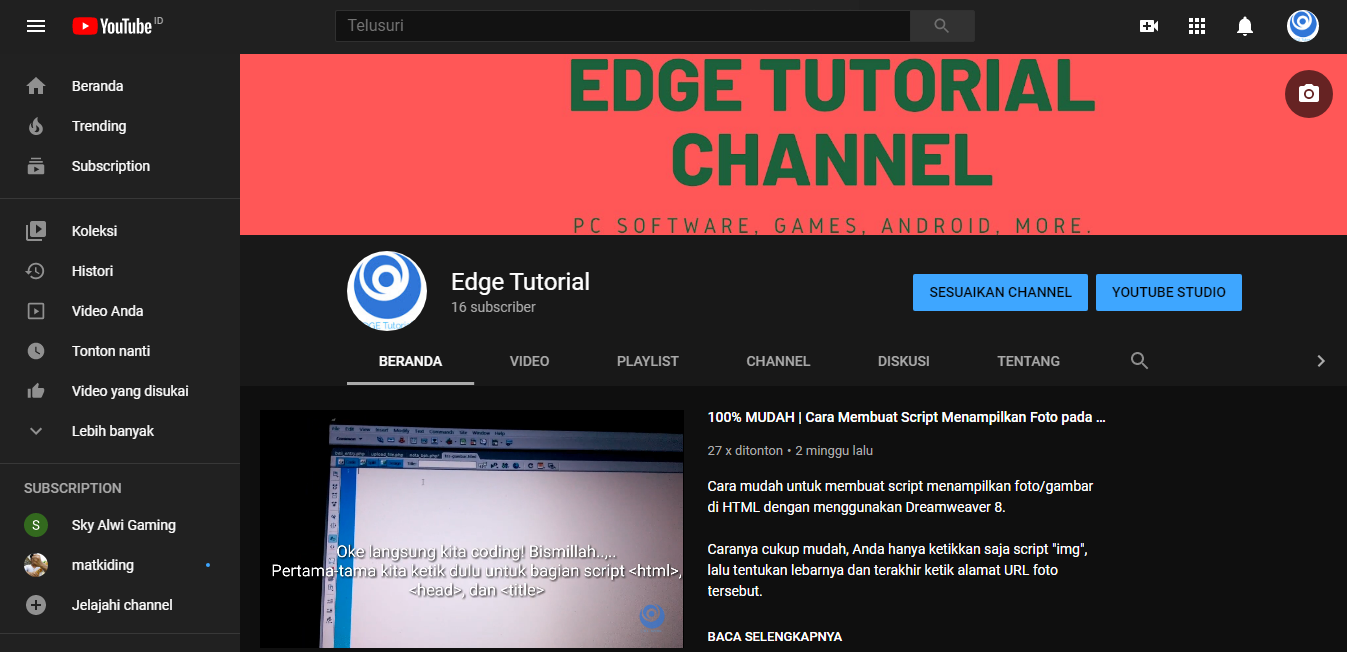 YouTube ID
Telusuri
Beranda
Trending
Subscription
Koleksi
Histori
Video Anda
Tonton nanti
Video yang disukai
Lebih banyak
SUBSCRIPTION
S
Sky Alwi Gaming
matkiding
Jelajahi channel
EDGE TUTORIAL
CHANNEL
PC SOFTWARE, GAMES, ANDROID, MORE.
Edge Tutorial
16 subscriber
SESUAIKAN CHANNEL
YOUTUBE STUDIO
BERANDA
VIDEO
PLAYLIST
CHANNEL
DISKUSI
TENTANG
Oke langsung kita coding! Bismillah..,..
Pertama-tama kita ketik dulu untuk bagian script <html>,
<head>, dan <title>
100% MUDAH | Cara Membuat Script Menampilkan Foto pada ...
27 x ditonton • 2 minggu lalu
Cara mudah untuk membuat script menampilkan foto/gambar
di HTML dengan menggunakan Dreamweaver 8.
Caranya cukup mudah, Anda hanya ketikkan saja script "img",
lalu tentukan lebarnya dan terakhir ketik alamat URL foto
tersebut.
BACA SELENGKAPNYA